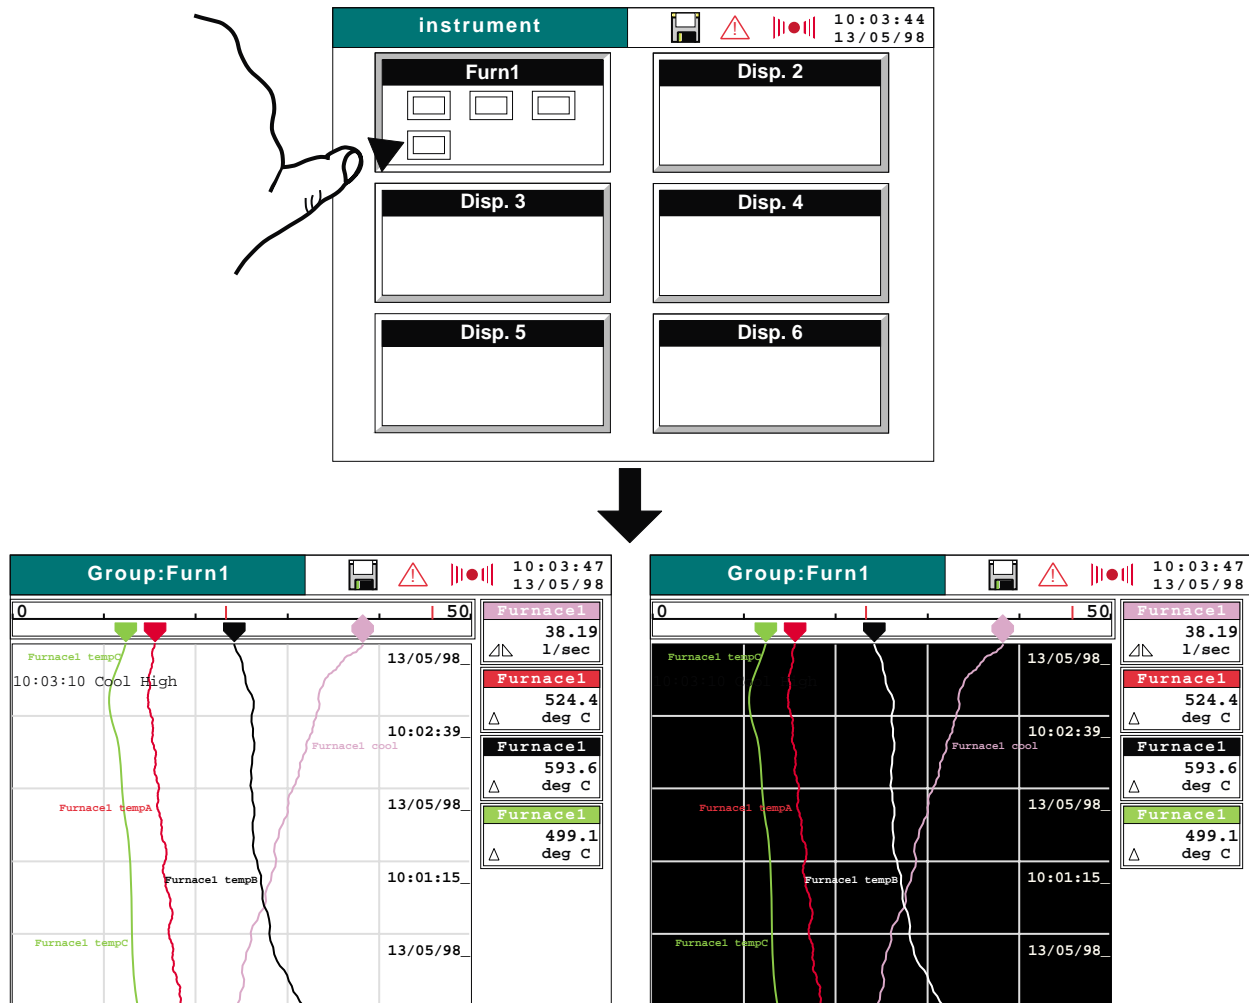 instrument
10:03:44
13/05/98
Furn1
Disp. 2
Disp. 3
Disp. 4
Disp. 5
Disp. 6
Group:Furn1
10:03:47
13/05/98
0
50
Furnace1
38.19
l/sec
Furnace1 tempC
13/05/98_
10:03:10 Cool High
Furnace1
524.4
deg C
10:02:39_
Furnace1 cool
Furnace1
593.6
deg C
Furnace1 tempA
13/05/98_
Furnace1
499.1
deg C
Furnace1 tempB
10:01:15_
Furnace1 tempC
13/05/98_
Group:Furn1
10:03:47
13/05/98
0
50
Furnace1
38.19
l/sec
Furnace1 tempC
13/05/98_
Furnace1
524.4
deg C
10:02:39_
Furnace1 cool
Furnace1
593.6
deg C
Furnace1 tempA
13/05/98_
Furnace1
499.1
deg C
Furnace1 tempB
10:01:15_
Furnace1 tempC
13/05/98_